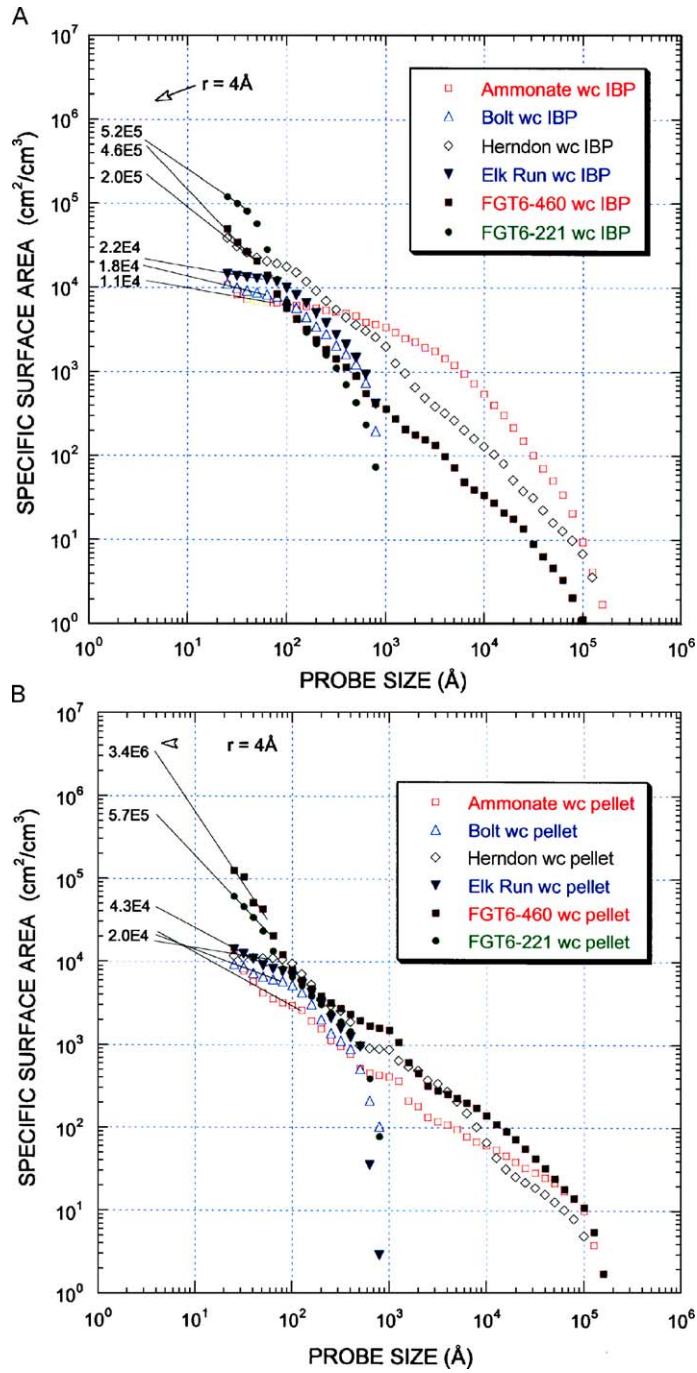 A
10⁷
10⁶
10⁵
10⁴
10³
10²
10¹
10⁰
SPECIFIC SURFACE AREA (cm²/cm³)
r = 4Å
5.2E5
4.6E5
2.0E5
2.2E4
1.8E4
1.1E4
Ammonate wc IBP
Bolt wc IBP
Herndon wc IBP
Elk Run wc IBP
FGT6-460 wc IBP
FGT6-221 wc IBP
10⁰ 10¹ 10² 10³ 10⁴ 10⁵ 10⁶
PROBE SIZE (Å)
B
10⁷
10⁶
10⁵
10⁴
10³
10²
10¹
10⁰
SPECIFIC SURFACE AREA (cm²/cm³)
r = 4Å
3.4E6
5.7E5
4.3E4
2.0E4
Ammonate wc pellet
Bolt wc pellet
Herndon wc pellet
Elk Run wc pellet
FGT6-460 wc pellet
FGT6-221 wc pellet
10⁰ 10¹ 10² 10³ 10⁴ 10⁵ 10⁶
PROBE SIZE (Å)